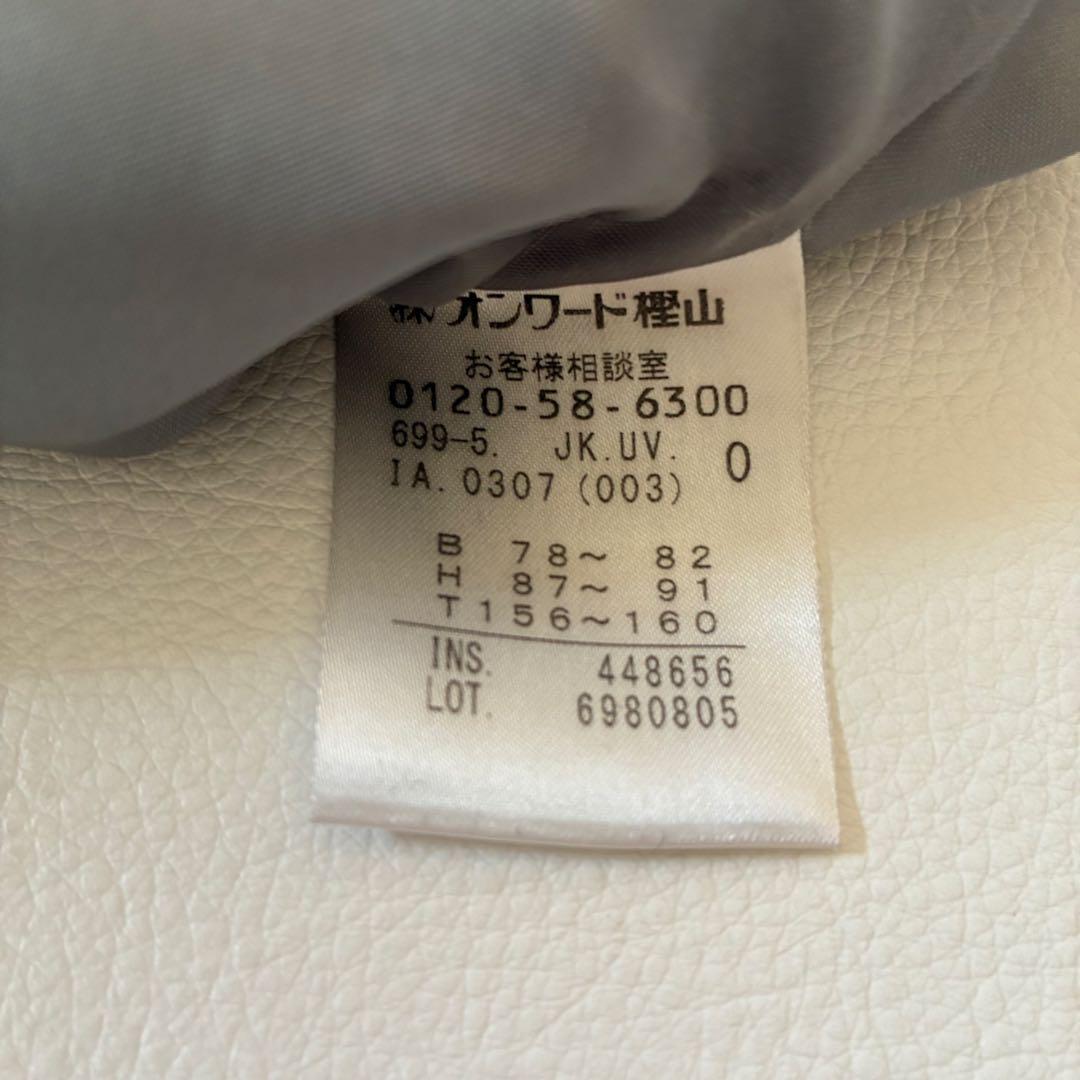 ㈱オンワード樫山
お客様相談室
0120-58-6300
699-5. JK.UV. 0
IA.0307(003)
B 78～ 82
H 87～ 91
T156～160
INS. 448656
LOT. 6980805